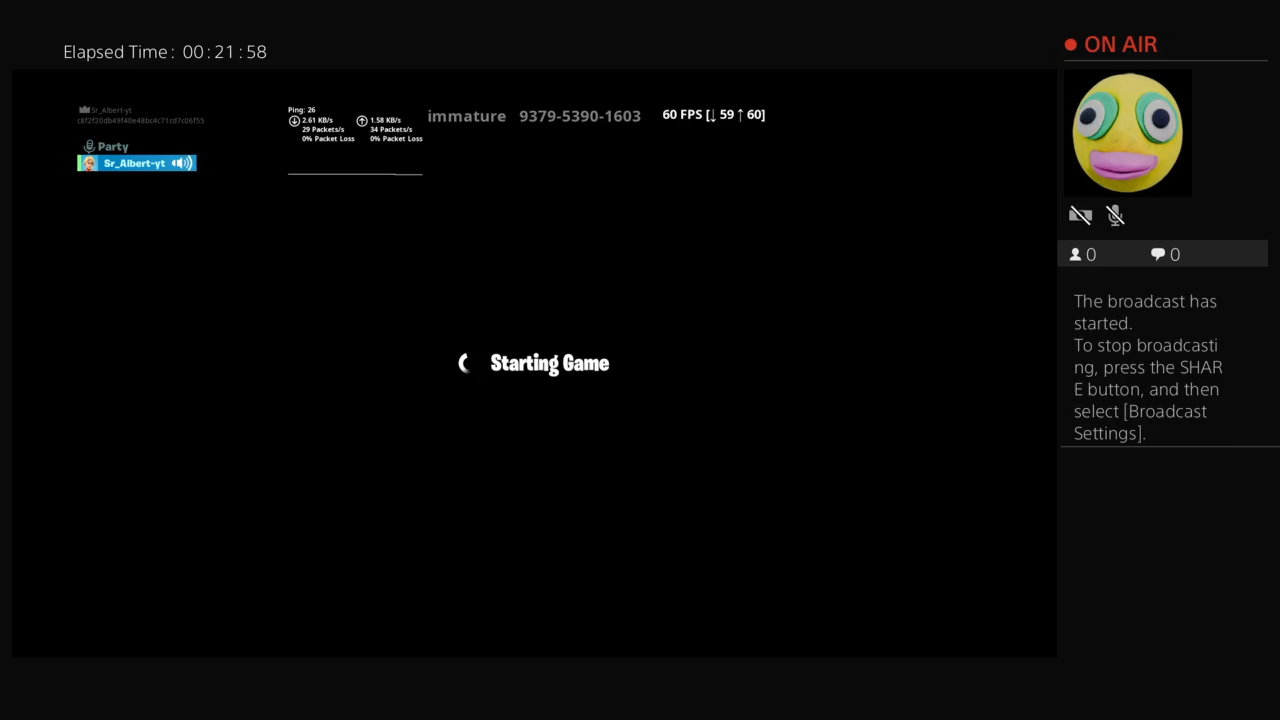 Elapsed Time: 00:21:58
ON AIR
Sr_Albert-yt
Party
Sr_Albert-yt
Ping: 26
2.61 KB/s
1.58 KB/s
29 Packets/s
34 Packets/s
0% Packet Loss
0% Packet Loss
immature 9379-5390-1603
60 FPS [↓ 59 ↑ 60]
Starting Game
0
0
The broadcast has
started.
To stop broadcasti
ng, press the SHAR
E button, and then
select [Broadcast
Settings].